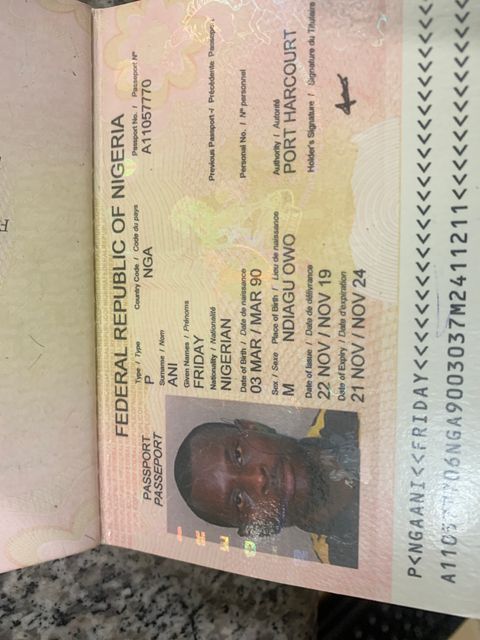 FEDERAL REPUBLIC OF NIGERIA
PASSPORT
PASSEPORT
Type / Type Country Code / Code du pays Passport No. / Passeport N°
P NGA A11057770
Surname / Nom
ANI
Given Names / Prénoms
FRIDAY
Nationality / Nationalité Previous Passport / Précédente Passeport
NIGERIAN
Date of Birth / Date de naissance Personal No. / N° personnel
03 MAR / MAR 90
Sex / Sexe Place of Birth / Lieu de naissance Authority / Autorité
M NDIAGU OWO PORT HARCOURT
Date of Issue / Date de délivrance Holder's Signature / Signature du Titulaire
22 NOV / NOV 19
Date of Expiry / Date d'expiration
21 NOV / NOV 24
P<NGAANI<<FRIDAY<<<<<<<<<<<<<<<<<<<<<<<<<
A110577706NGA9003037M2411211<<<<<<<<<<<<